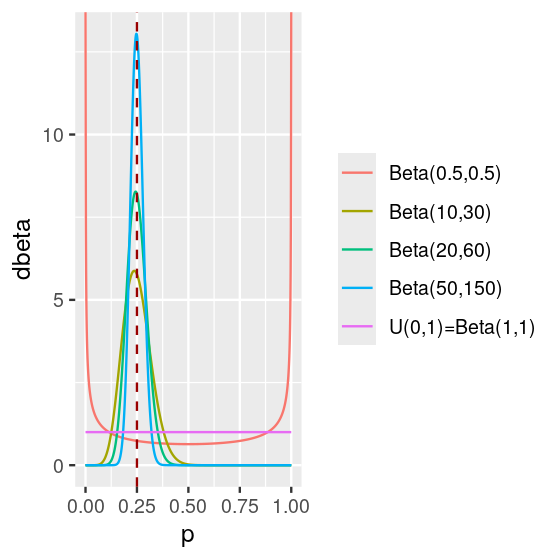 dbeta
10
5
0
0.00 0.25 0.50 0.75 1.00
p
Beta(0.5,0.5)
Beta(10,30)
Beta(20,60)
Beta(50,150)
U(0,1)=Beta(1,1)